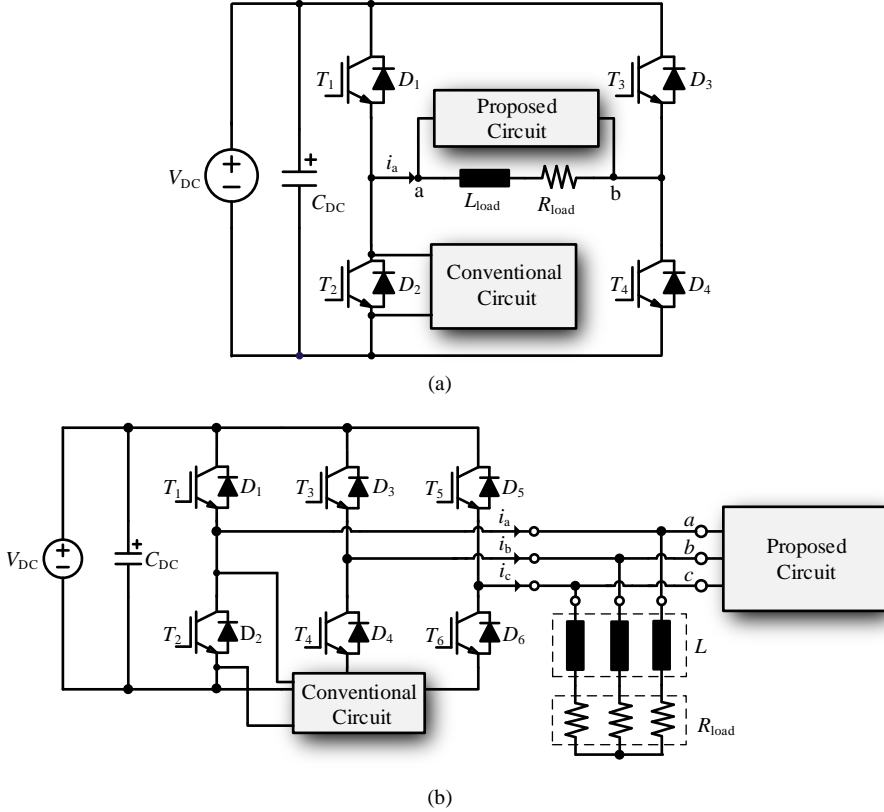 T1 D1 T3 D3
Proposed
Circuit
VDC + − + CDC ia a Lload Rload b
T2 D2 Conventional
Circuit
T4 D4
(a)
T1 D1 T3 D3 T5 D5
ia a
VDC + − + CDC ib b Proposed
Circuit
ic c
T2 D2 T4 D4 T6 D6 L
Conventional
Circuit
Rload
(b)